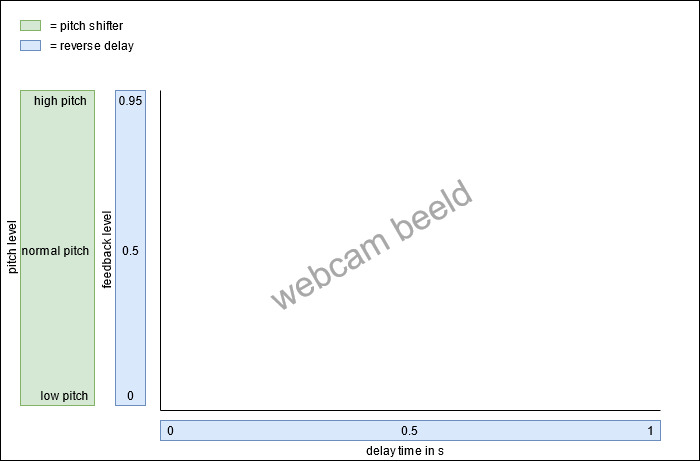 = pitch shifter
= reverse delay
high pitch
0.95
pitch level
normal pitch
feedback level
0.5
webcam beeld
low pitch
0
0
0.5
1
delay time in s